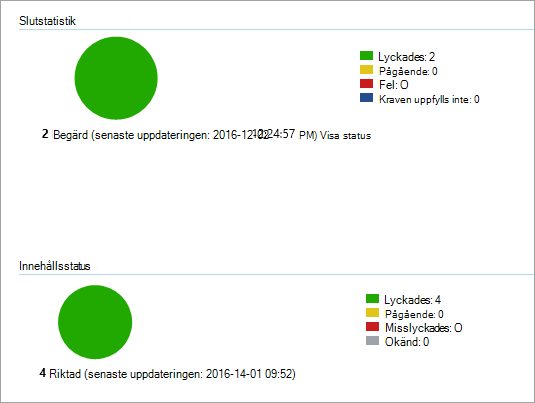 Slutstatistik
Lyckades: 2
Pågående: 0
Fel: O
Kraven uppfylls inte: 0
2 Begärd (senaste uppdateringen: 2016-12-02 12:24:57 PM) Visa status
Innehållsstatus
Lyckades: 4
Pågående: 0
Misslyckades: O
Okänd: 0
4 Riktad (senaste uppdateringen: 2016-14-01 09:52)